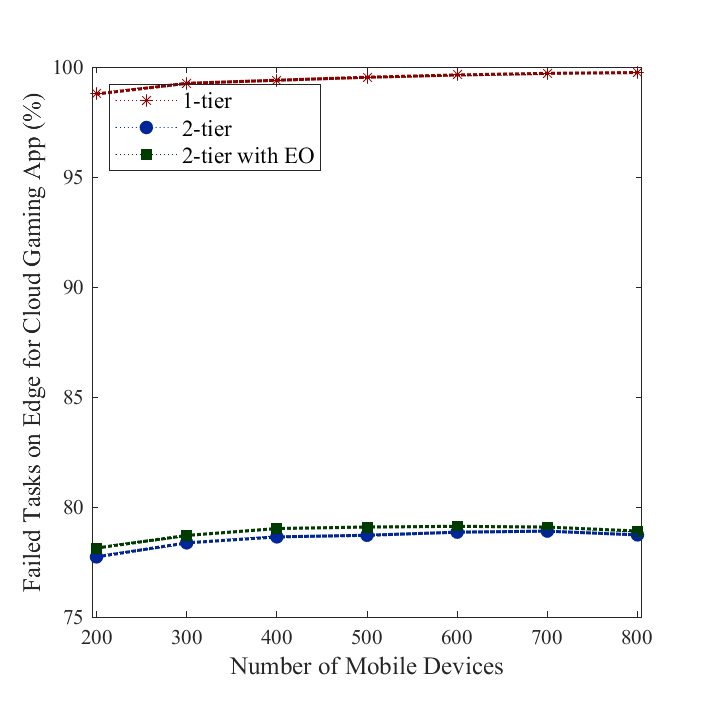 Failed Tasks on Edge for Cloud Gaming App (%)
100
95
90
85
80
75
1-tier
2-tier
2-tier with EO
200 300 400 500 600 700 800
Number of Mobile Devices